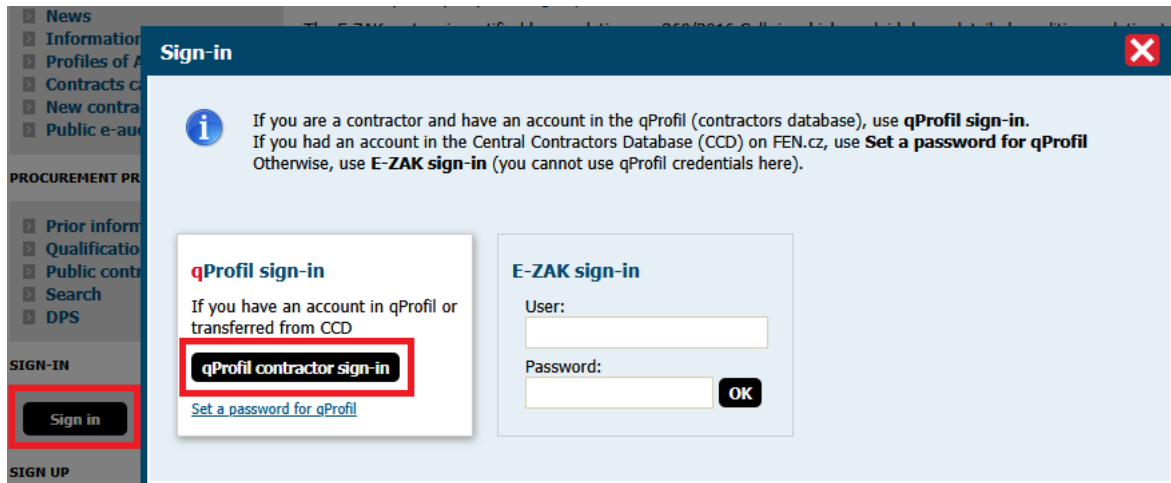 News
Information
Profiles of A
Contracts ca
New contra
Public e-au
PROCUREMENT PR
Prior inform
Qualificatio
Public contr
Search
DPS
SIGN-IN
Sign in
SIGN UP
Sign-in
If you are a contractor and have an account in the qProfil (contractors database), use qProfil sign-in.
If you had an account in the Central Contractors Database (CCD) on FEN.cz, use Set a password for qProfil
Otherwise, use E-ZAK sign-in (you cannot use qProfil credentials here).
qProfil sign-in
If you have an account in qProfil or
transferred from CCD
qProfil contractor sign-in
Set a password for qProfil
E-ZAK sign-in
User:
Password:
OK